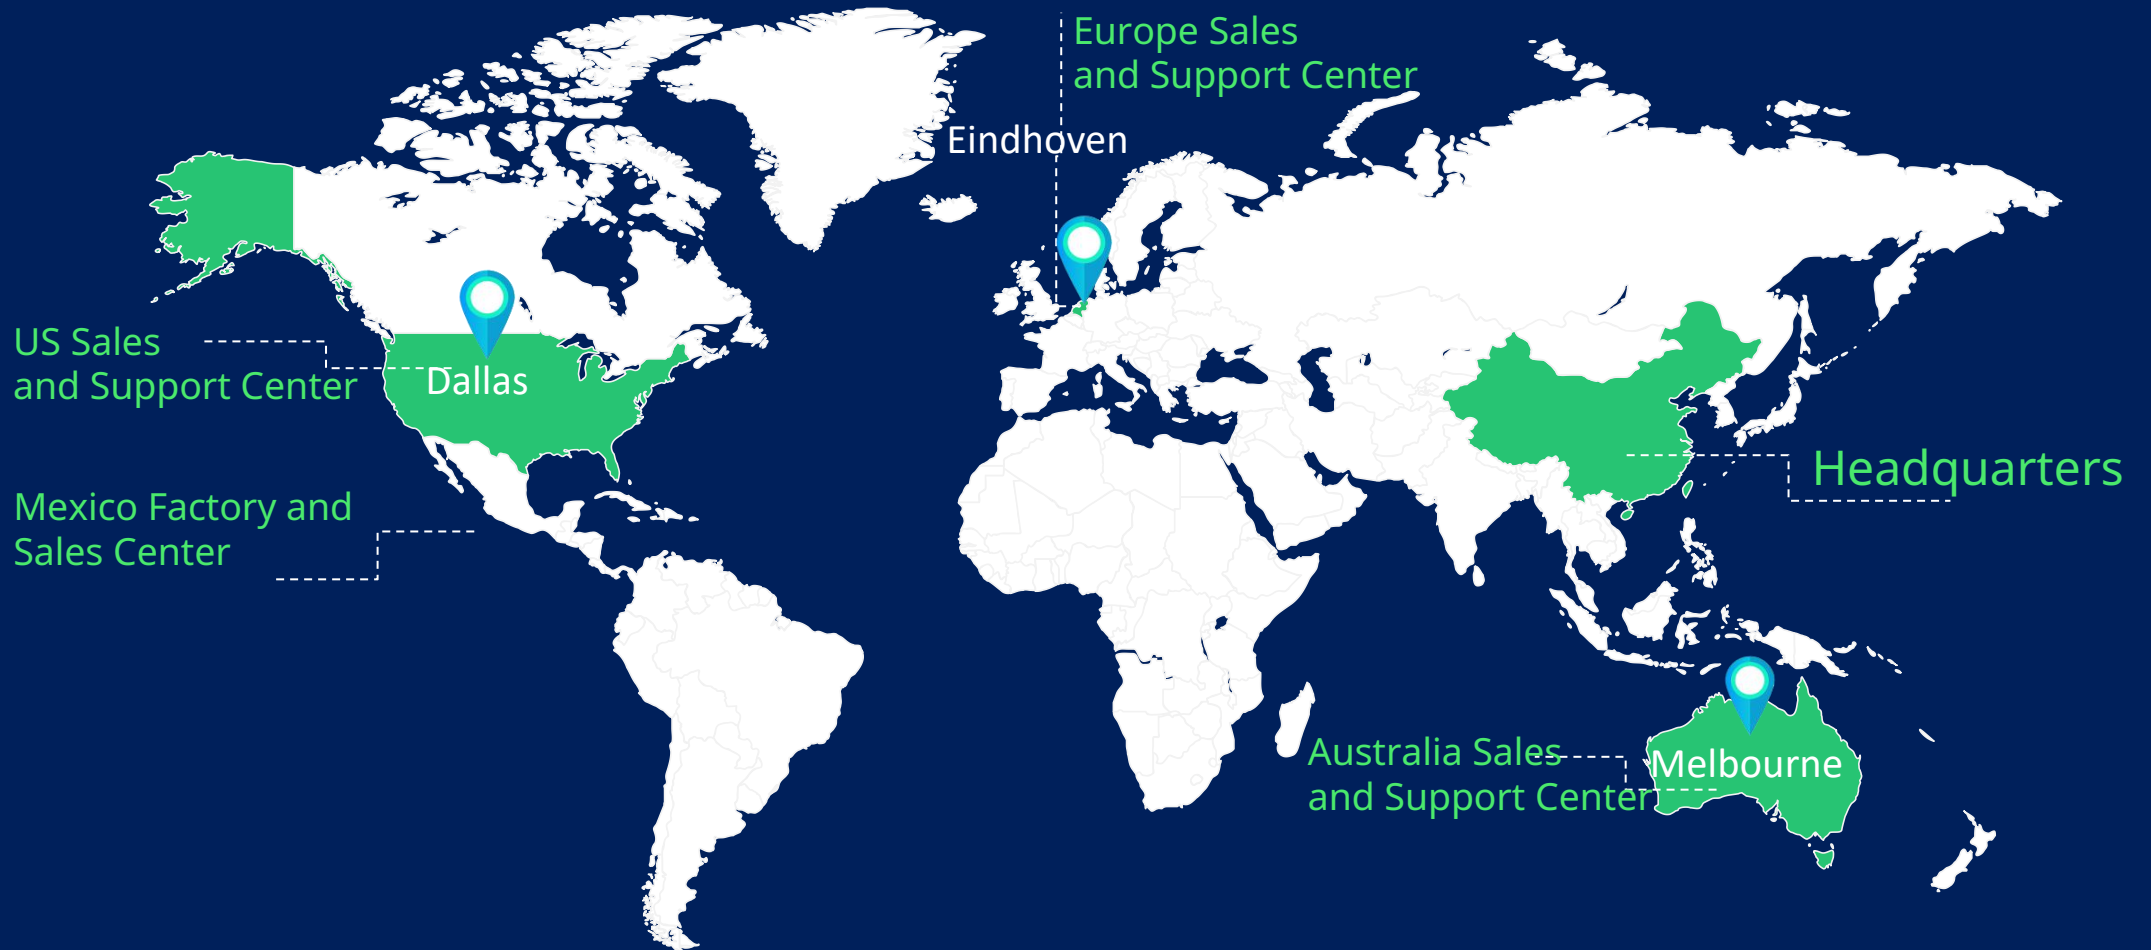 Europe Sales
and Support Center
Eindhoven
US Sales
and Support Center
Dallas
Headquarters
Mexico Factory and
Sales Center
Australia Sales
and Support Center
Melbourne